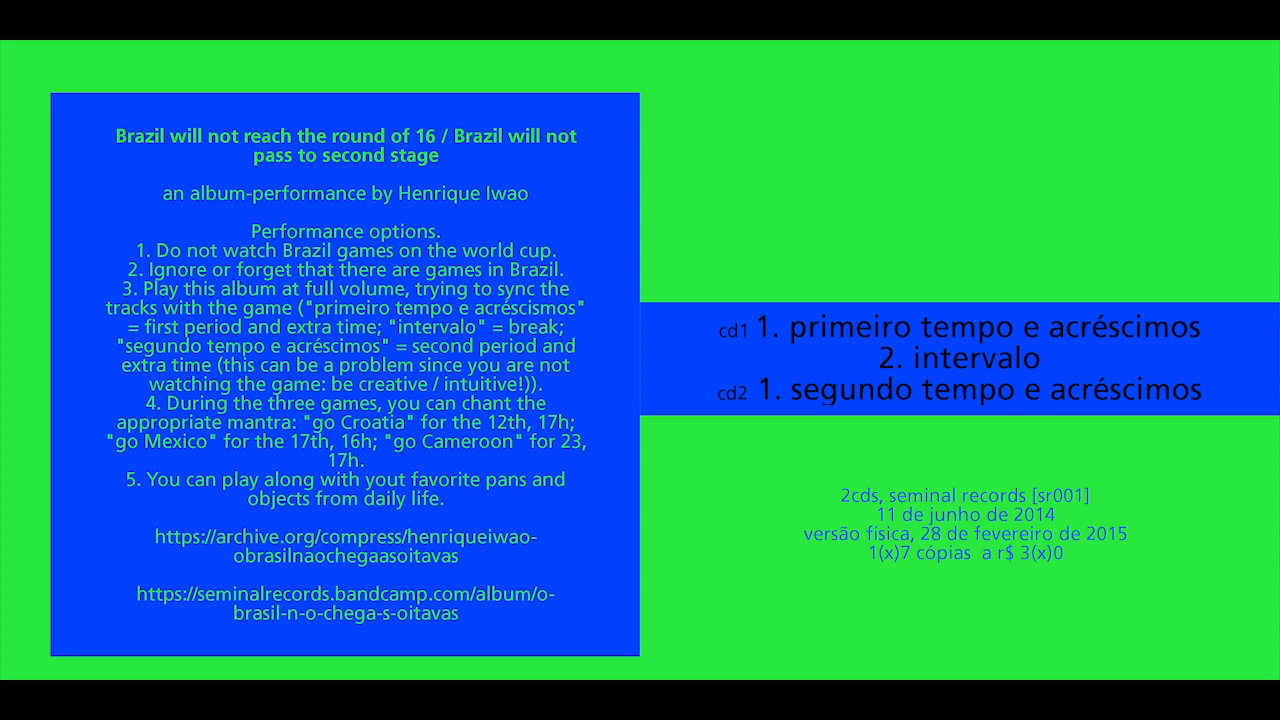 Brazil will not reach the round of 16 / Brazil will not
pass to second stage
an album-performance by Henrique Iwao
Performance options.
1. Do not watch Brazil games on the world cup.
2. Ignore or forget that there are games in Brazil.
3. Play this album at full volume, trying to sync the
tracks with the game ("primeiro tempo e acréscismos"
= first period and extra time; "intervalo" = break;
"segundo tempo e acréscimos" = second period and
extra time (this can be a problem since you are not
watching the game: be creative / intuitive!)).
4. During the three games, you can chant the
appropriate mantra: "go Croatia" for the 12th, 17h;
"go Mexico" for the 17th, 16h; "go Cameroon" for 23,
17h.
5. You can play along with yout favorite pans and
objects from daily life.
https://archive.org/compress/henriqueiwao-
obrasilnaochegaasoitavas
https://seminalrecords.bandcamp.com/album/o-
brasil-n-o-chega-s-oitavas
cd1 1. primeiro tempo e acréscimos
2. intervalo
cd2 1. segundo tempo e acréscimos
2cds, seminal records [sr001]
11 de junho de 2014
versão física, 28 de fevereiro de 2015
1(x)7 cópias a r$ 3(x)0